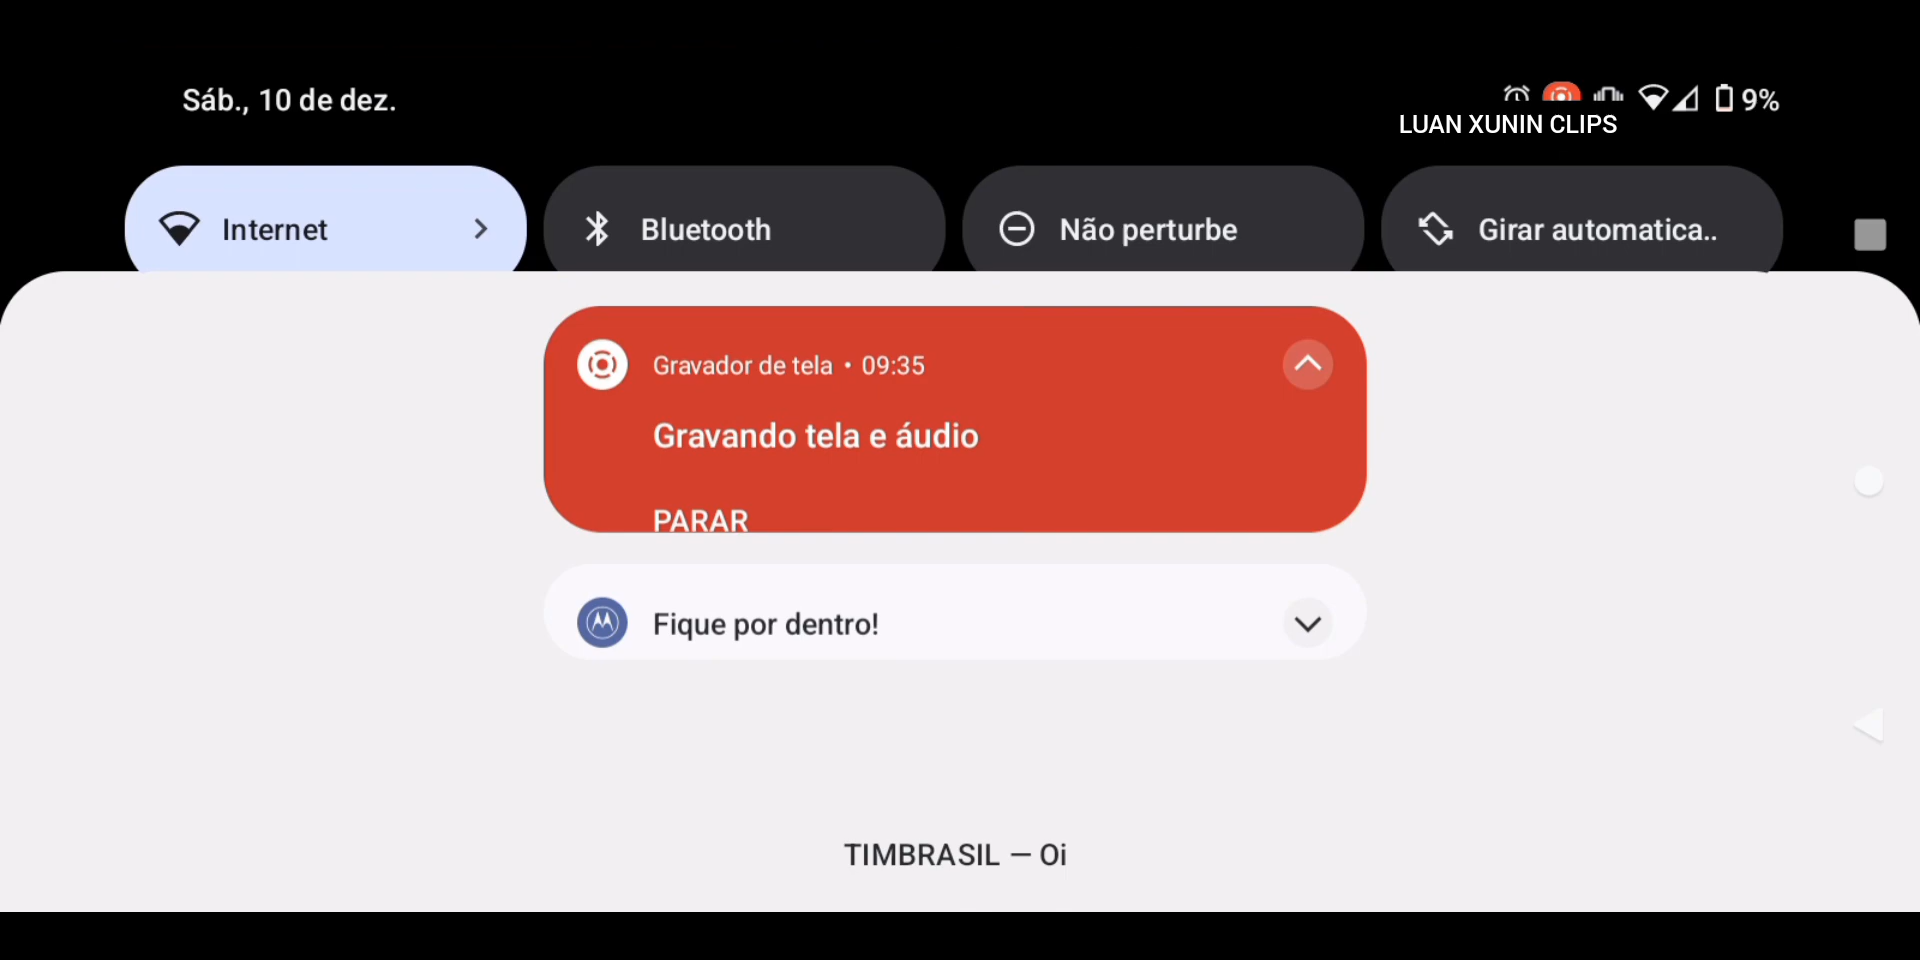 Sáb., 10 de dez.
9%
LUAN XUNIN CLIPS
Internet
Bluetooth
Não perturbe
Girar automatica..
Gravador de tela • 09:35
Gravando tela e áudio
PARAR
Fique por dentro!
TIMBRASIL — Oi